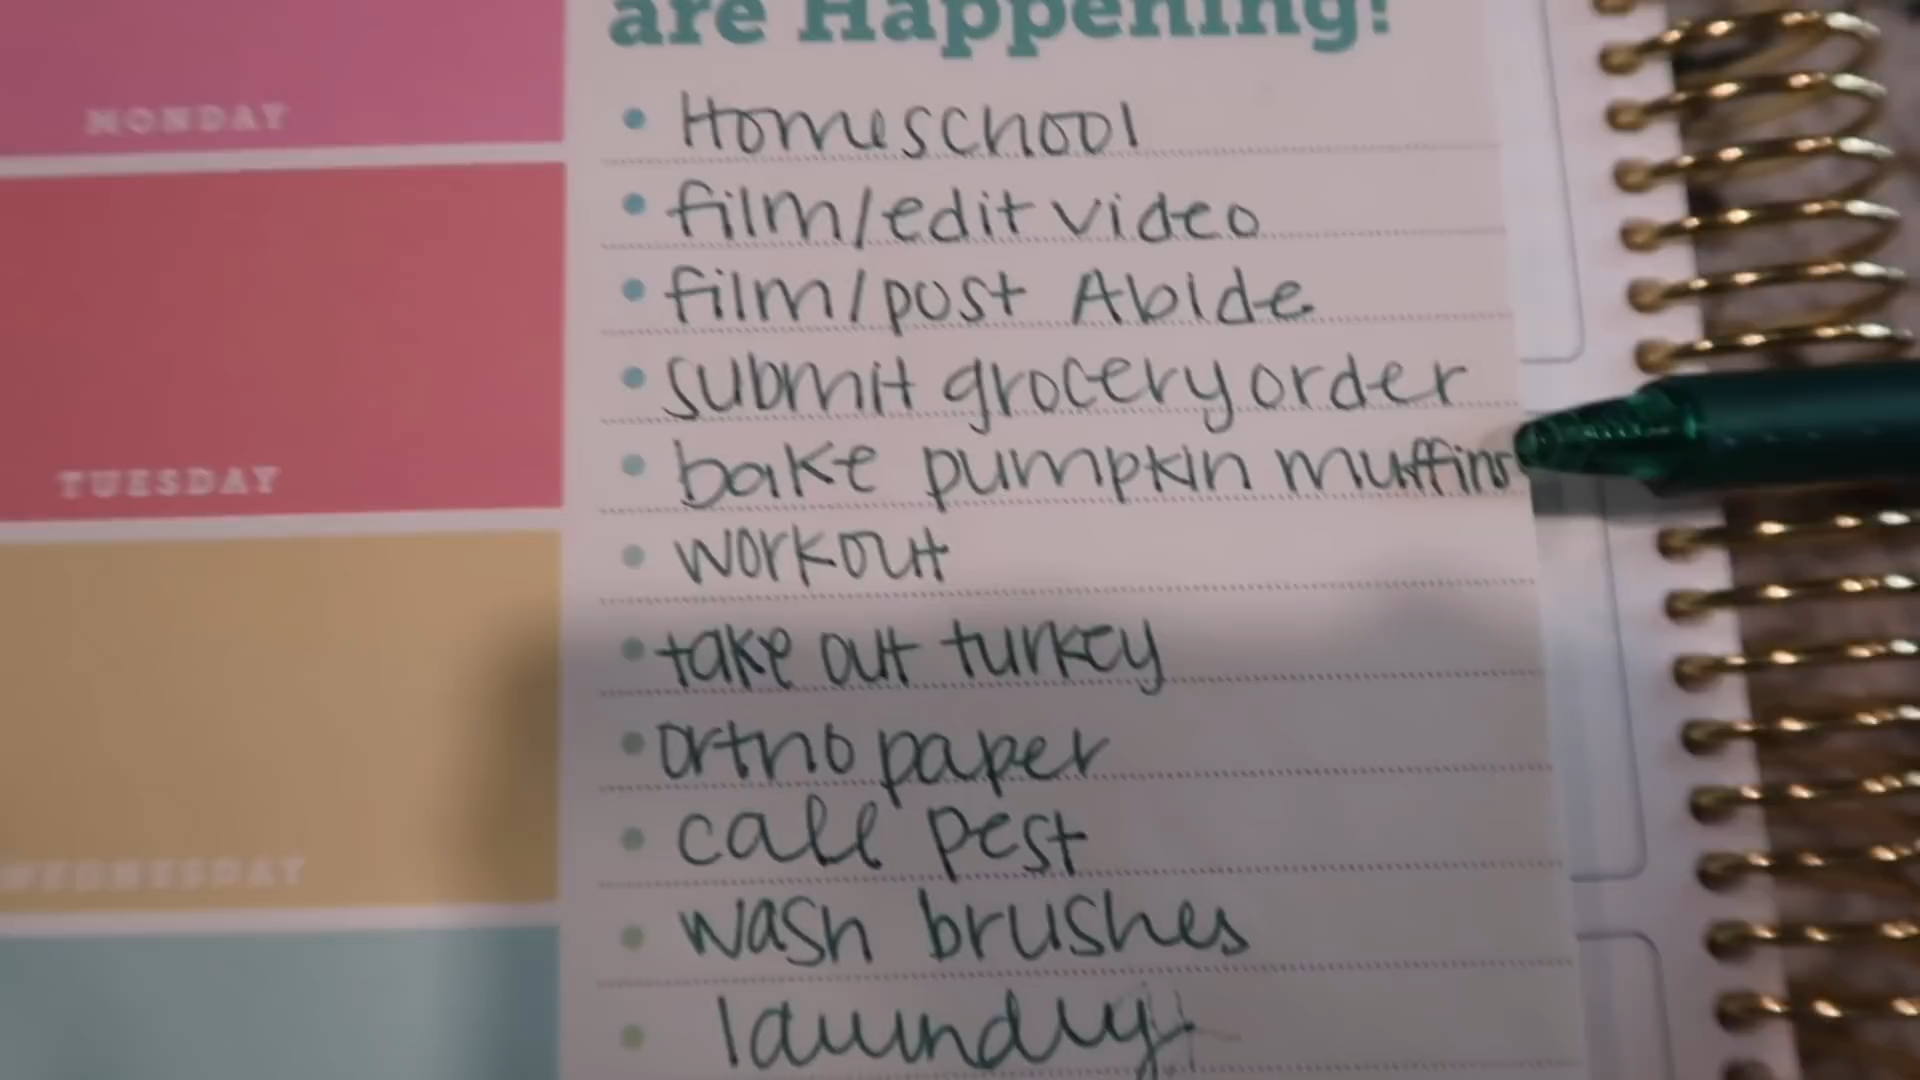 are Happening!
MONDAY
• Homeschool
• film/edit video
• film/post Abide
• submit grocery order
TUESDAY
• bake pumpkin muffins
• workout
• take out turkey
• ortho paper
• call pest
WEDNESDAY
• wash brushes
• laundry